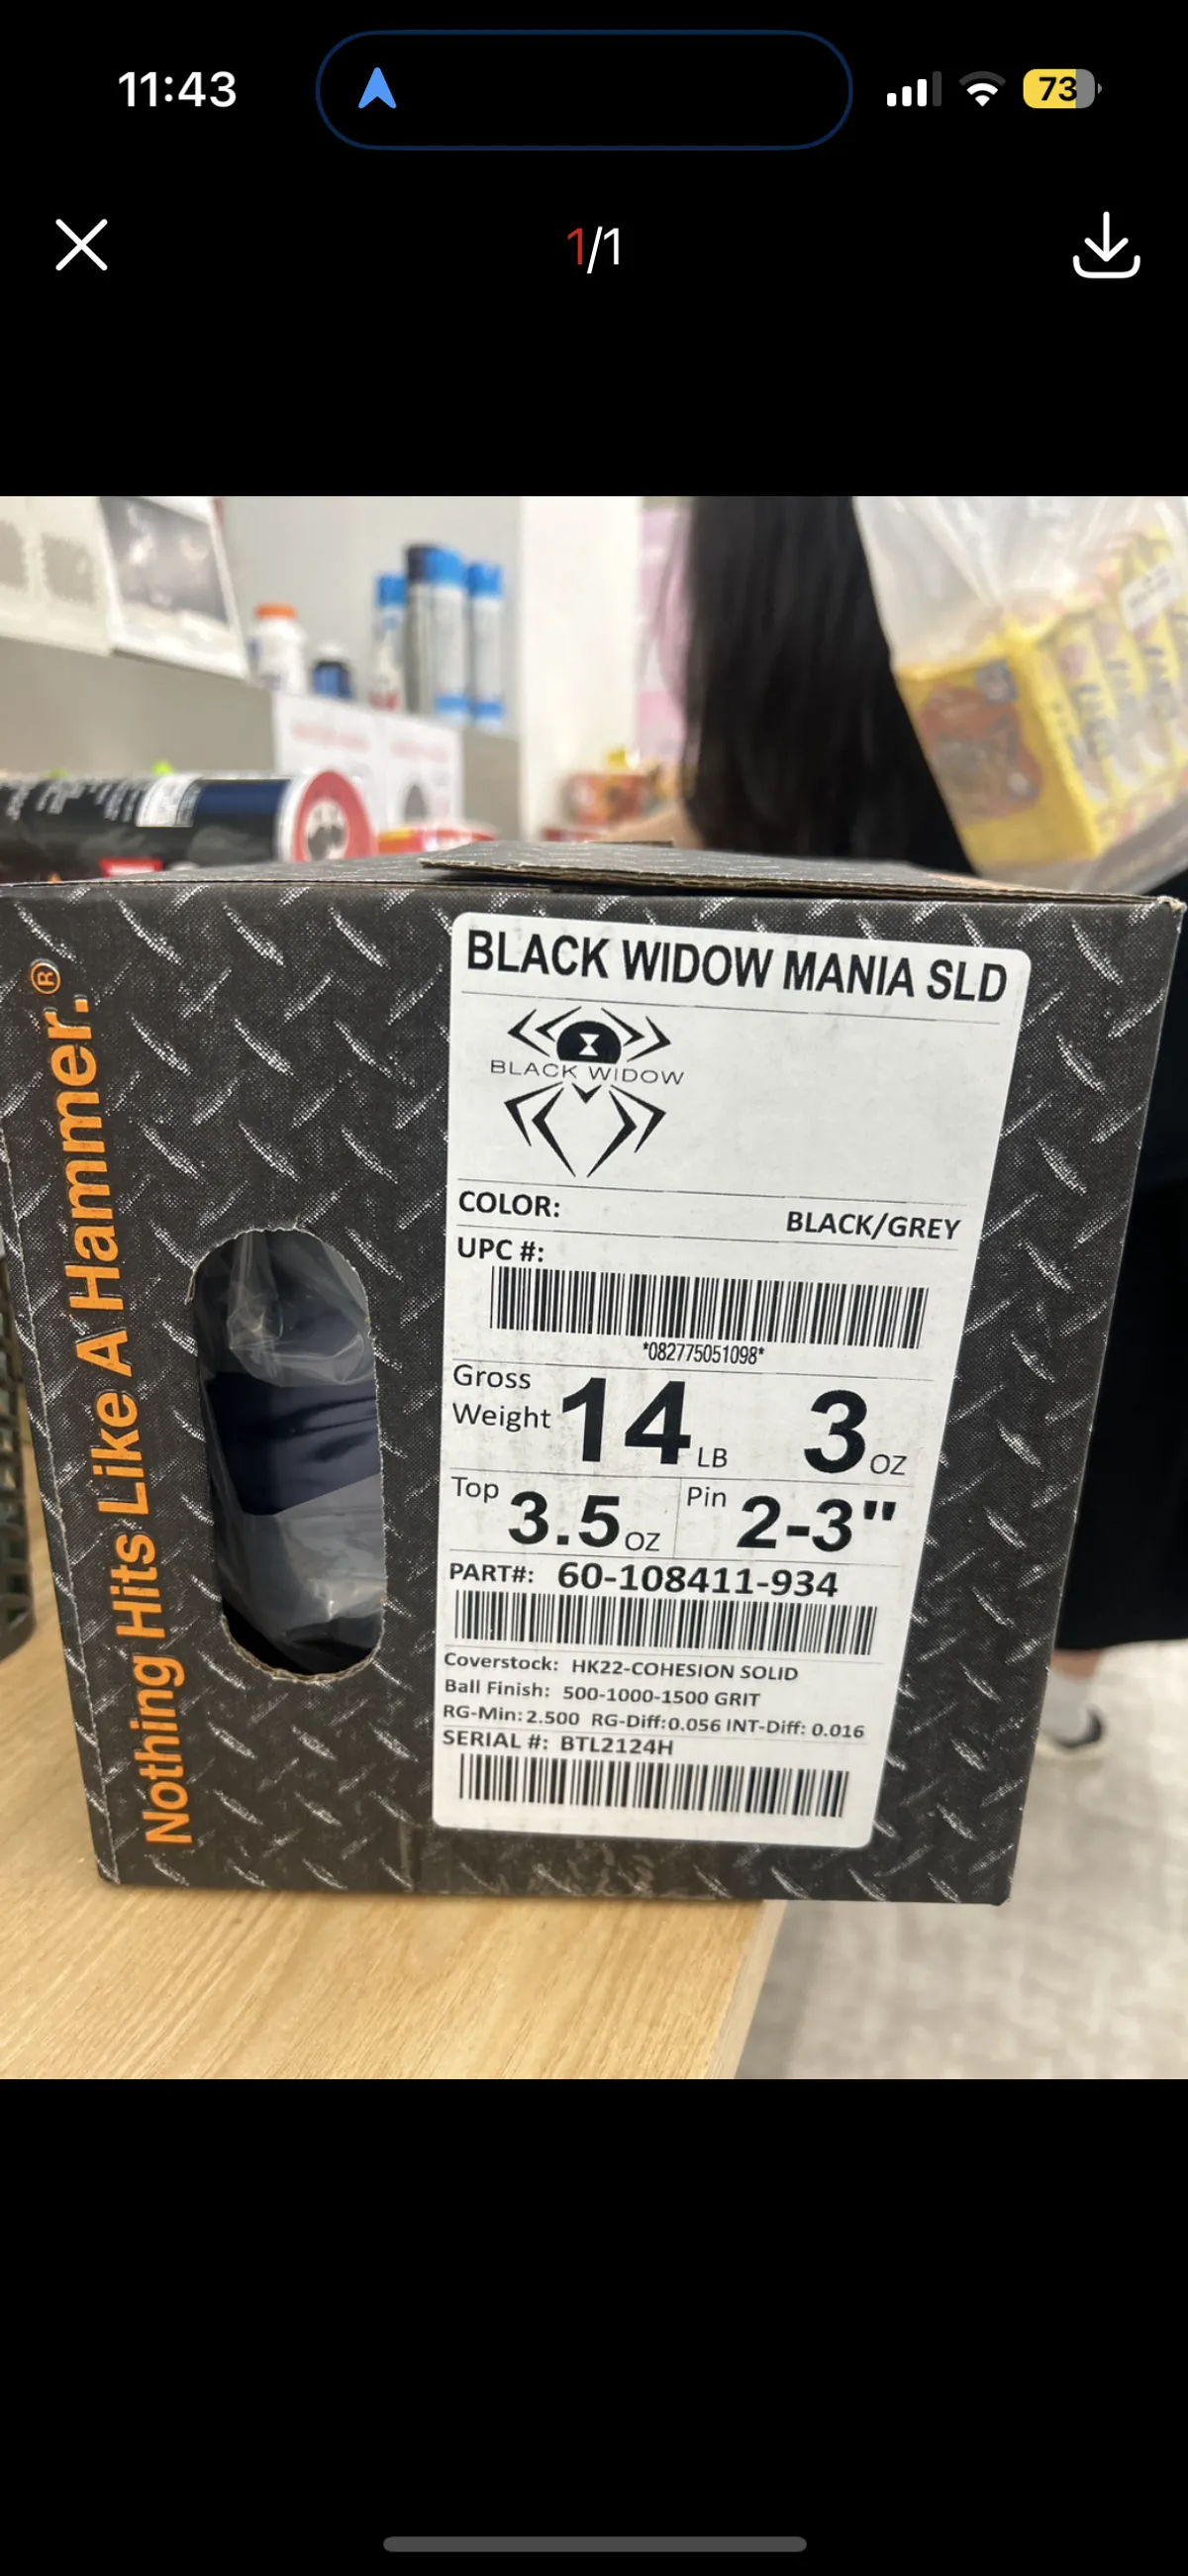 11:43
73
1/1
Nothing Hits Like A Hammer.®
BLACK WIDOW MANIA SLD
BLACK WIDOW
COLOR: BLACK/GREY
UPC #:
*082775051098*
Gross Weight 14 LB 3 OZ
Top 3.5 OZ Pin 2-3"
PART#: 60-108411-934
Coverstock: HK22-COHESION SOLID
Ball Finish: 500-1000-1500 GRIT
RG-Min: 2.500 RG-Diff: 0.056 INT-Diff: 0.016
SERIAL #: BTL2124H